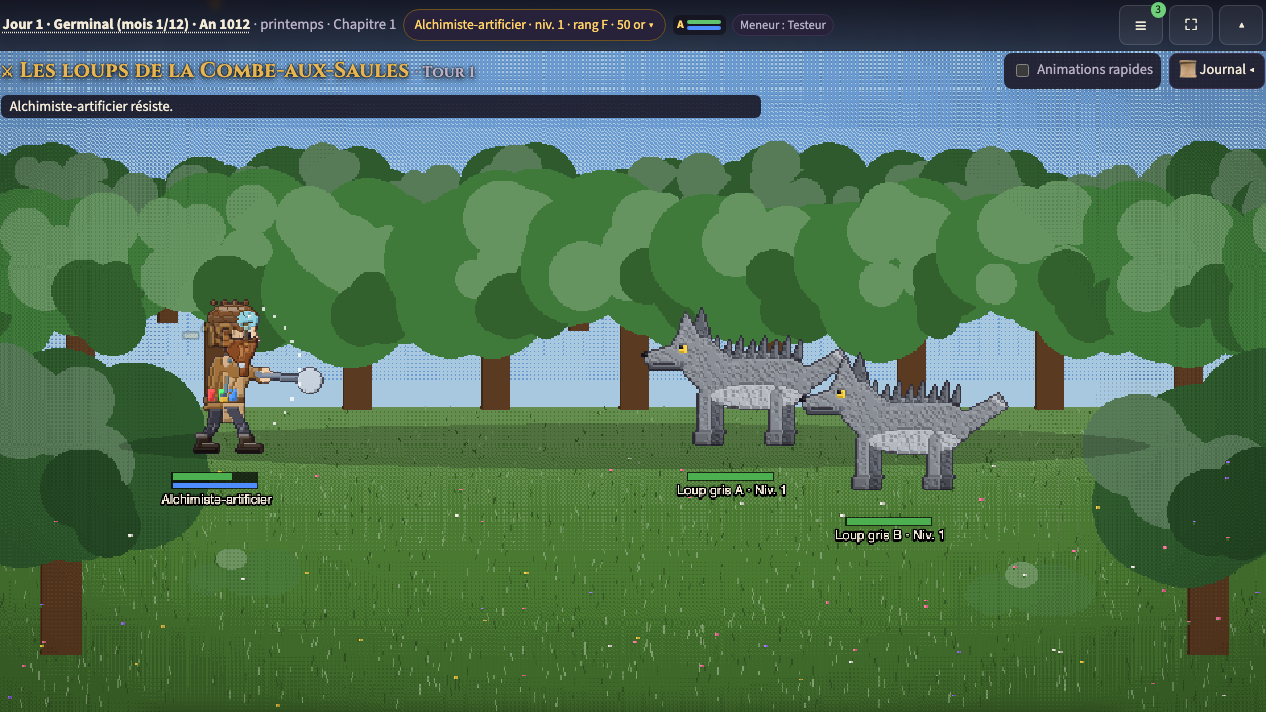 Jour 1 · Germinal (mois 1/12) · An 1012 · printemps · Chapitre 1
Alchimiste-artificier · niv. 1 · rang F · 50 or ▾
A
Meneur : Testeur
3
⚔ Les loups de la Combe-aux-Saules · Tour 1
Animations rapides
Journal ◂
Alchimiste-artificier résiste.
Alchimiste-artificier
Loup gris A · Niv. 1
Loup gris B · Niv. 1